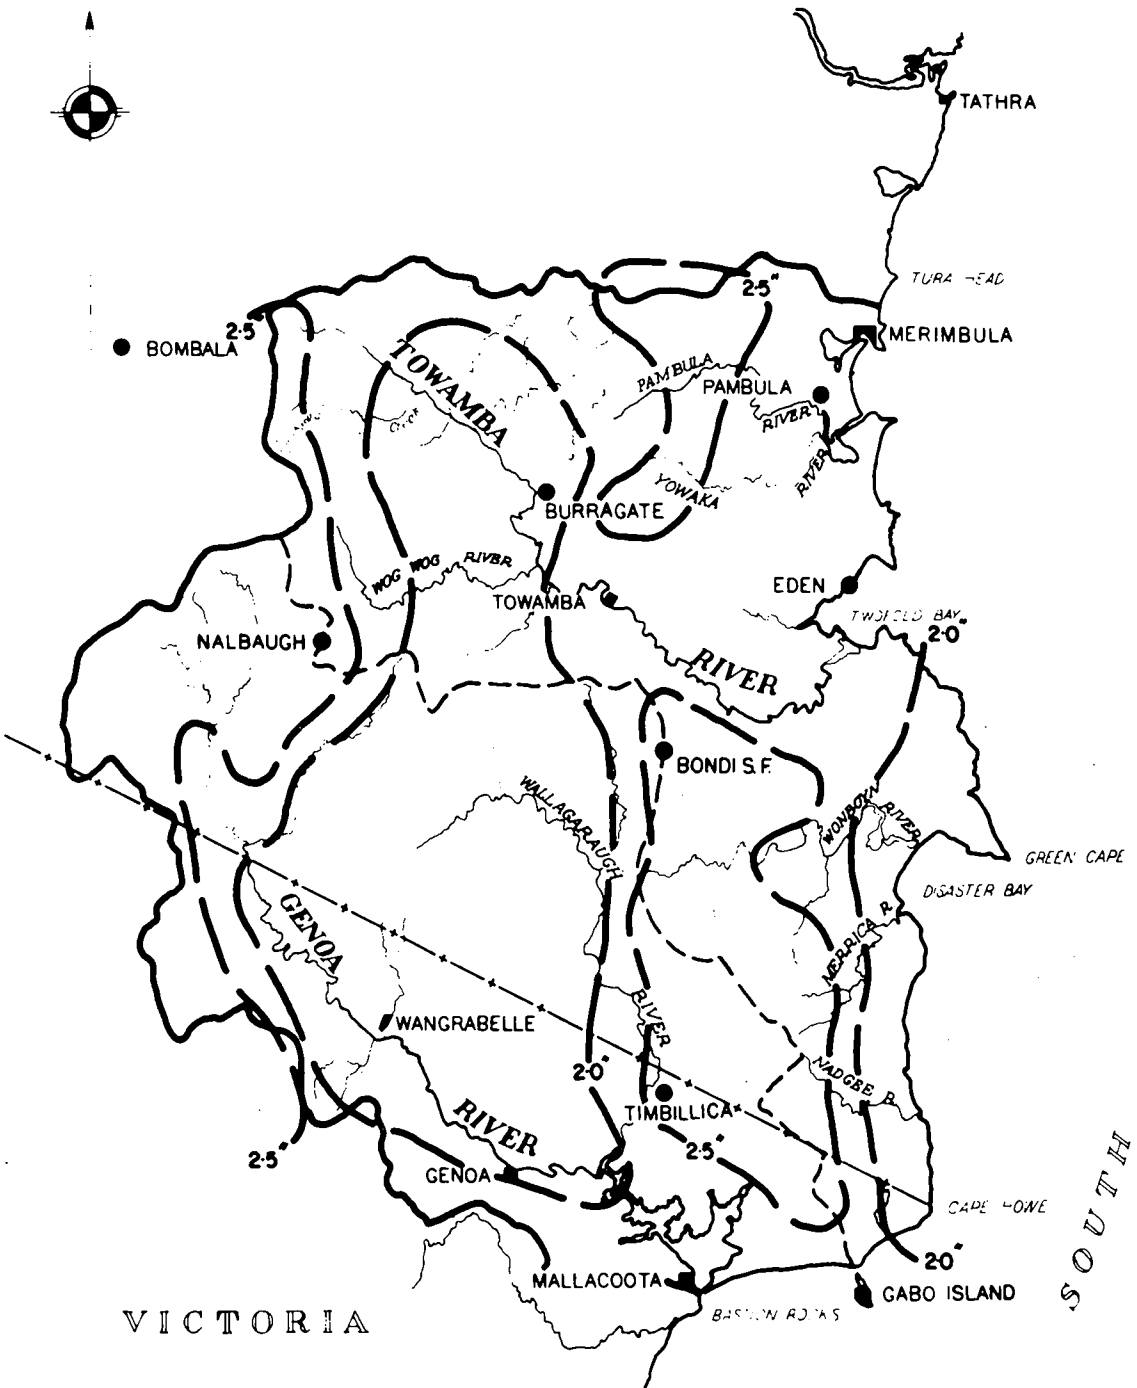 TATHRA
TURA HEAD
2·5"
2·5"
MERIMBULA
BOMBALA
TOWAMBA
PAMBULA
PAMBULA
RIVER
RIVER
YOWAKA
BURRAGATE
WOG WOG RIVER
EDEN
TOWAMBA
TWOFOLD BAY
2·0"
NALBAUGH
RIVER
BONDI S.F.
WALLAGARAUGH
WONBOYN RIVER
GREEN CAPE
DISASTER BAY
GENOA
MERRICA R.
RIVER
WANGRABELLE
2·0"
NADGEE R.
TIMBILLICA
RIVER
2·5"
2·5"
GENOA
CAPE HOWE
SOUTH
2·0"
MALLACOOTA
GABO ISLAND
VICTORIA
BASTION ROCKS